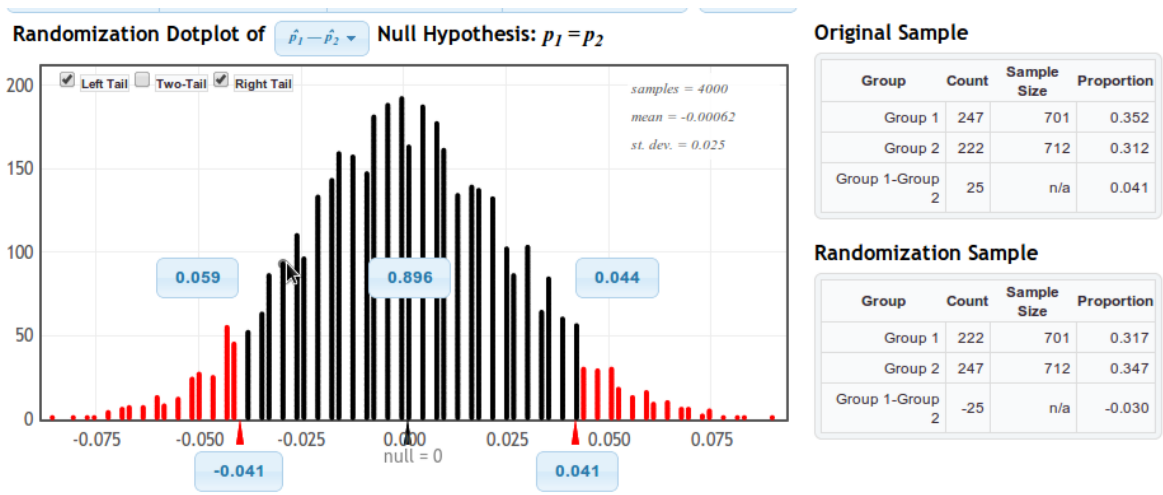 Randomization Dotplot of p̂₁ — p̂₂ ▾ Null Hypothesis: p₁ = p₂
Left Tail Two-Tail Right Tail
samples = 4000
mean = -0.00062
st. dev. = 0.025
200
150
100
50
0
0.059 0.896 0.044
-0.075 -0.050 -0.025 0.000 0.025 0.050 0.075
null = 0
-0.041 0.041
Original Sample
Group Count Sample Size Proportion
Group 1 247 701 0.352
Group 2 222 712 0.312
Group 1-Group 2 25 n/a 0.041
Randomization Sample
Group Count Sample Size Proportion
Group 1 222 701 0.317
Group 2 247 712 0.347
Group 1-Group 2 -25 n/a -0.030